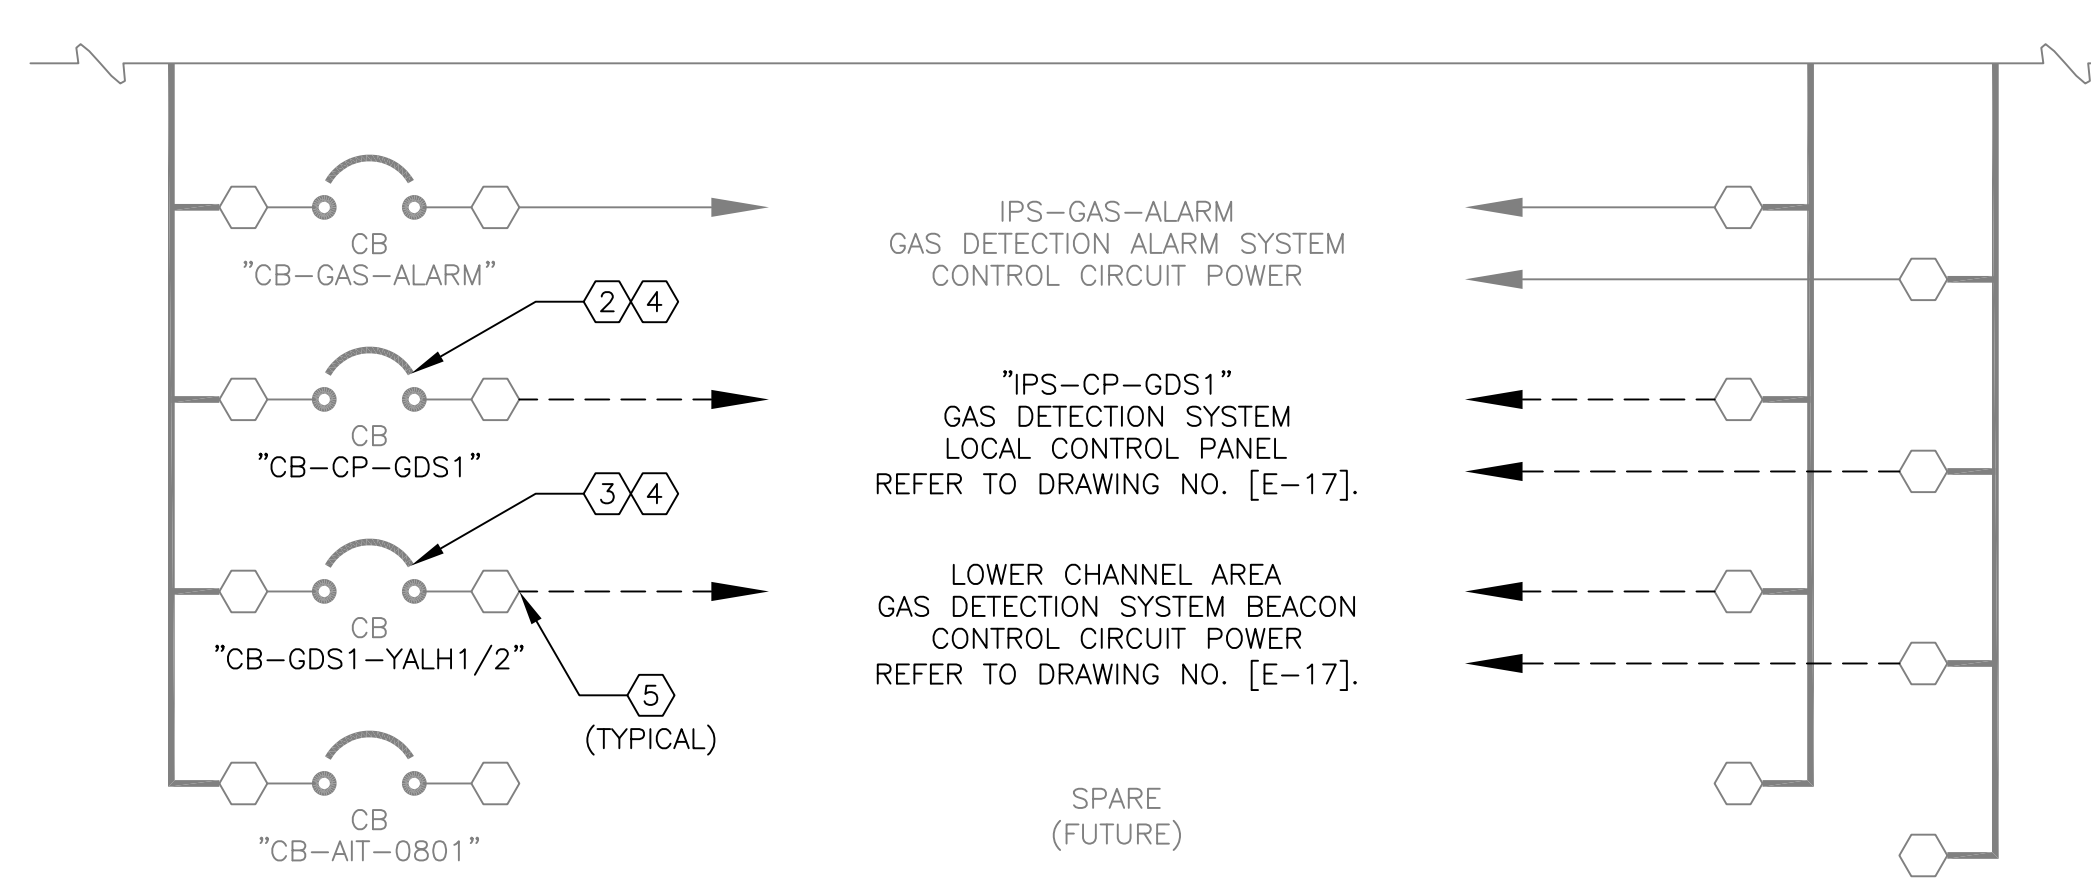 CB
"CB-GAS-ALARM"
IPS-GAS-ALARM
GAS DETECTION ALARM SYSTEM
CONTROL CIRCUIT POWER
2 4
CB
"CB-CP-GDS1"
"IPS-CP-GDS1"
GAS DETECTION SYSTEM
LOCAL CONTROL PANEL
REFER TO DRAWING NO. [E-17].
3 4
CB
"CB-GDS1-YALH1/2"
LOWER CHANNEL AREA
GAS DETECTION SYSTEM BEACON
CONTROL CIRCUIT POWER
REFER TO DRAWING NO. [E-17].
5
(TYPICAL)
CB
"CB-AIT-0801"
SPARE
(FUTURE)